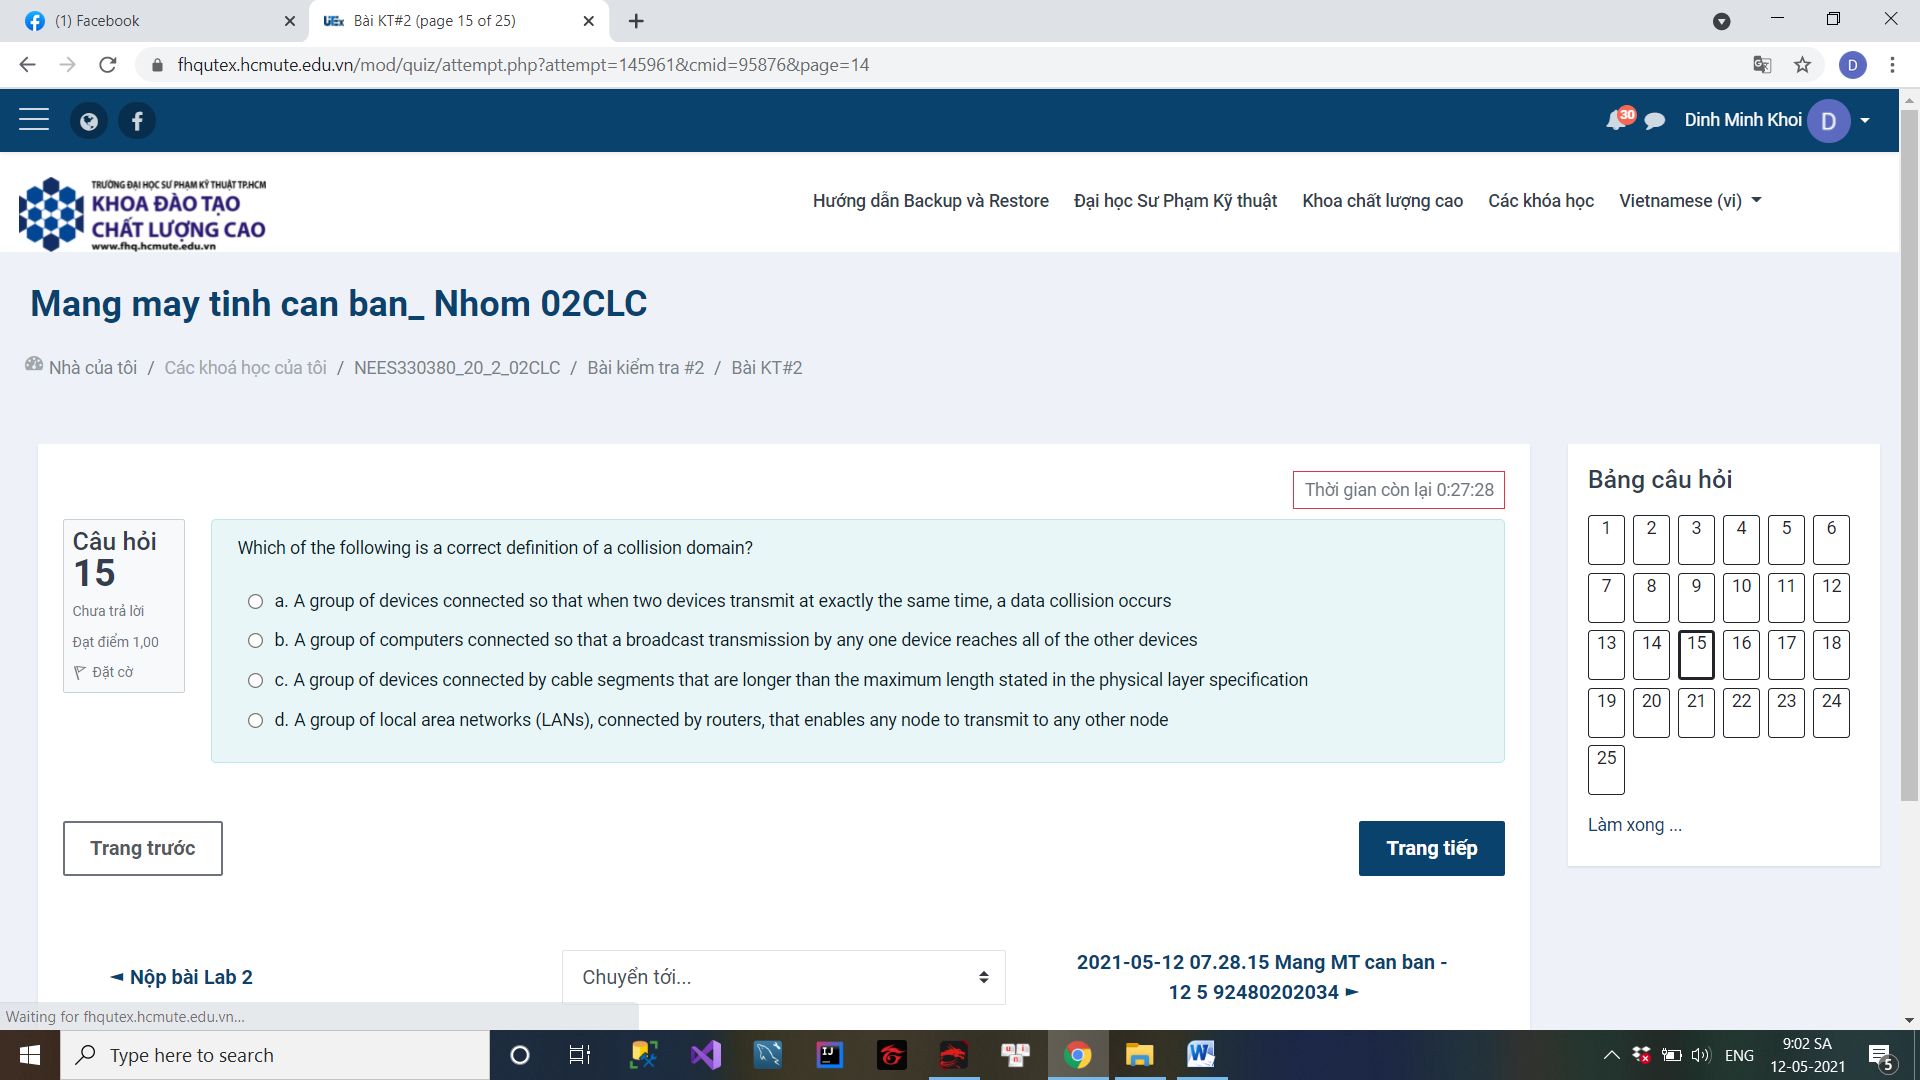 (1) Facebook
UEx Bài KT#2 (page 15 of 25)
fhqutex.hcmute.edu.vn/mod/quiz/attempt.php?attempt=145961&cmid=95876&page=14
D
30
Dinh Minh Khoi
D
TRƯỜNG ĐẠI HỌC SƯ PHẠM KỸ THUẬT TP.HCM
KHOA ĐÀO TẠO
CHẤT LƯỢNG CAO
www.fhq.hcmute.edu.vn
Hướng dẫn Backup và Restore
Đại học Sư Phạm Kỹ thuật
Khoa chất lượng cao
Các khóa học
Vietnamese (vi)
Mang may tinh can ban_ Nhom 02CLC
Nhà của tôi / Các khoá học của tôi / NEES330380_20_2_02CLC / Bài kiểm tra #2 / Bài KT#2
Thời gian còn lại 0:27:28
Câu hỏi
15
Chưa trả lời
Đạt điểm 1,00
Đặt cờ
Which of the following is a correct definition of a collision domain?
a. A group of devices connected so that when two devices transmit at exactly the same time, a data collision occurs
b. A group of computers connected so that a broadcast transmission by any one device reaches all of the other devices
c. A group of devices connected by cable segments that are longer than the maximum length stated in the physical layer specification
d. A group of local area networks (LANs), connected by routers, that enables any node to transmit to any other node
Trang trước
Trang tiếp
Bảng câu hỏi
1 2 3 4 5 6
7 8 9 10 11 12
13 14 15 16 17 18
19 20 21 22 23 24
25
Làm xong ...
◄ Nộp bài Lab 2
Chuyển tới...
2021-05-12 07.28.15 Mang MT can ban -
12 5 92480202034 ►
Waiting for fhqutex.hcmute.edu.vn...
Type here to search
IJ
W
ENG
9:02 SA
12-05-2021
5